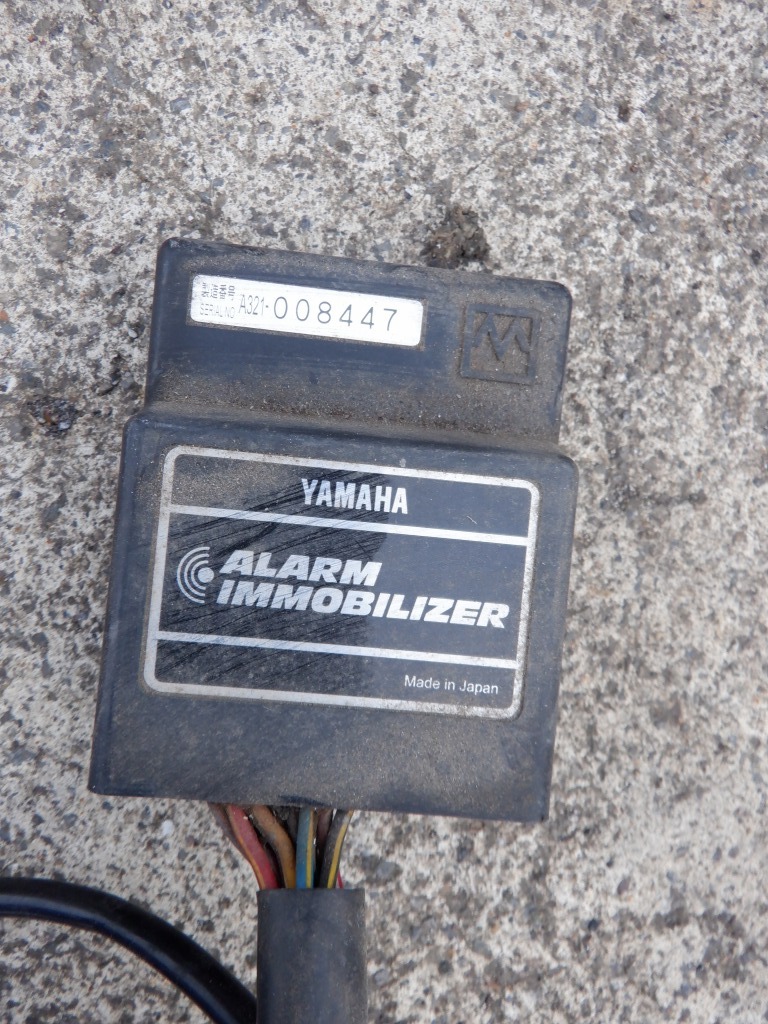 SERIAL NO A321-008447
M
YAMAHA
ALARM
IMMOBILIZER
Made in Japan